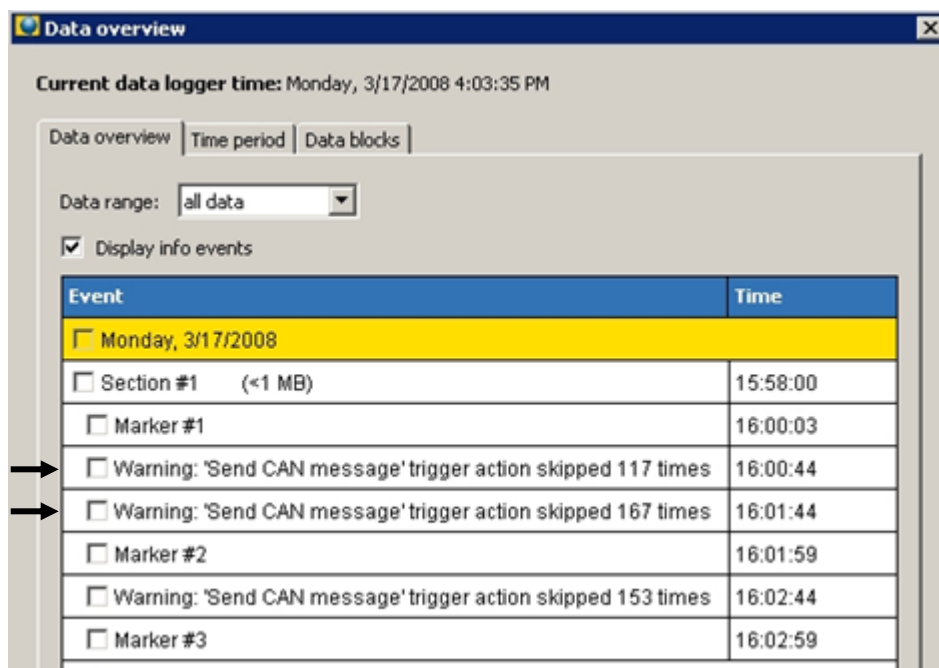 Data overview
Current data logger time: Monday, 3/17/2008 4:03:35 PM
Data overview Time period Data blocks
Data range: all data
Display info events
Event Time
Monday, 3/17/2008
Section #1 (<1 MB) 15:58:00
Marker #1 16:00:03
Warning: 'Send CAN message' trigger action skipped 117 times 16:00:44
Warning: 'Send CAN message' trigger action skipped 167 times 16:01:44
Marker #2 16:01:59
Warning: 'Send CAN message' trigger action skipped 153 times 16:02:44
Marker #3 16:02:59